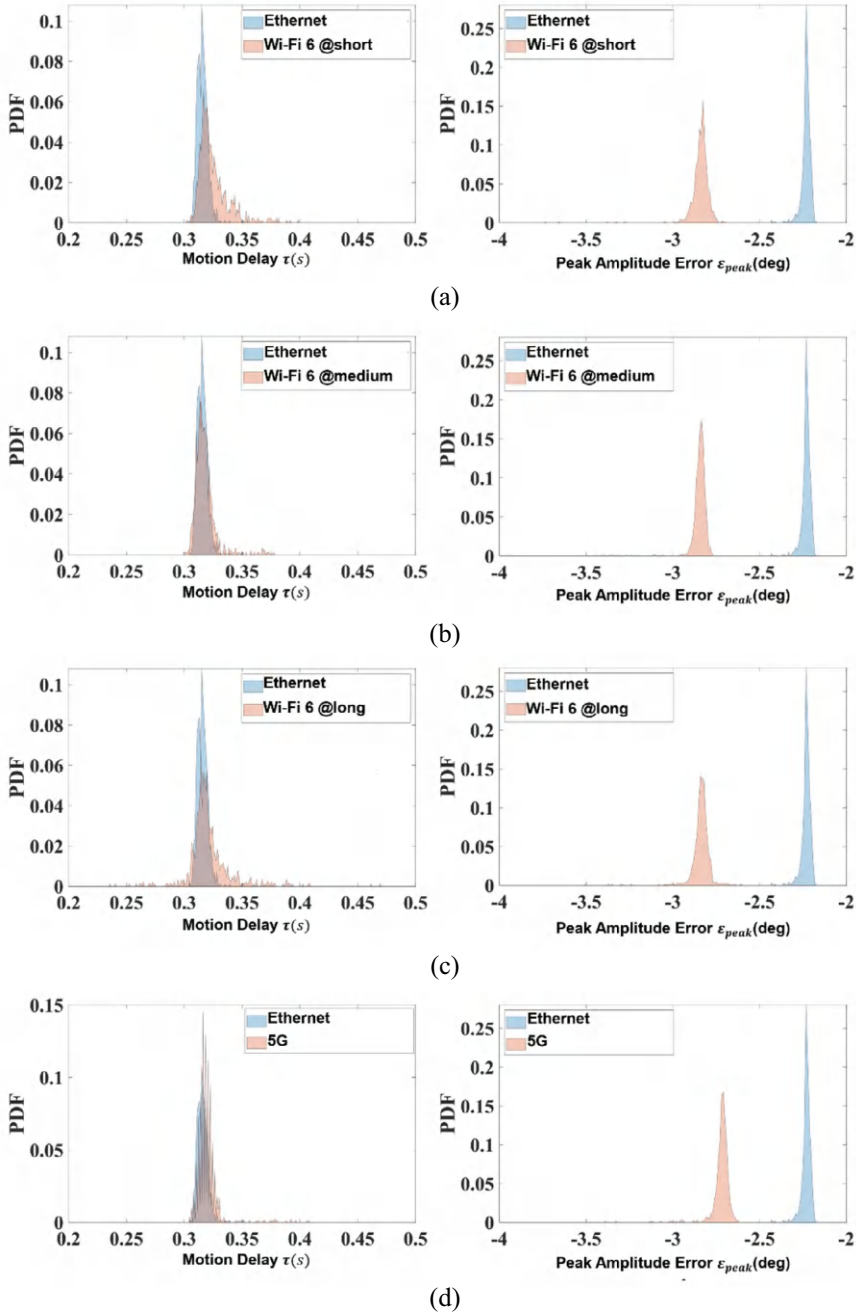 0.1
0.08
0.06
0.04
0.02
0
PDF
Ethernet
Wi-Fi 6 @short
0.2 0.25 0.3 0.35 0.4 0.45 0.5
Motion Delay τ(s)
0.25
0.2
0.15
0.1
0.05
0
PDF
Ethernet
Wi-Fi 6 @short
-4 -3.5 -3 -2.5 -2
Peak Amplitude Error εpeak(deg)
(a)
0.1
0.08
0.06
0.04
0.02
0
PDF
Ethernet
Wi-Fi 6 @medium
0.2 0.25 0.3 0.35 0.4 0.45 0.5
Motion Delay τ(s)
0.25
0.2
0.15
0.1
0.05
0
PDF
Ethernet
Wi-Fi 6 @medium
-4 -3.5 -3 -2.5 -2
Peak Amplitude Error εpeak(deg)
(b)
0.1
0.08
0.06
0.04
0.02
0
PDF
Ethernet
Wi-Fi 6 @long
0.2 0.25 0.3 0.35 0.4 0.45 0.5
Motion Delay τ(s)
0.25
0.2
0.15
0.1
0.05
0
PDF
Ethernet
Wi-Fi 6 @long
-4 -3.5 -3 -2.5 -2
Peak Amplitude Error εpeak(deg)
(c)
0.15
0.1
0.05
0
PDF
Ethernet
5G
0.2 0.25 0.3 0.35 0.4 0.45 0.5
Motion Delay τ(s)
0.25
0.2
0.15
0.1
0.05
0
PDF
Ethernet
5G
-4 -3.5 -3 -2.5 -2
Peak Amplitude Error εpeak(deg)
(d)